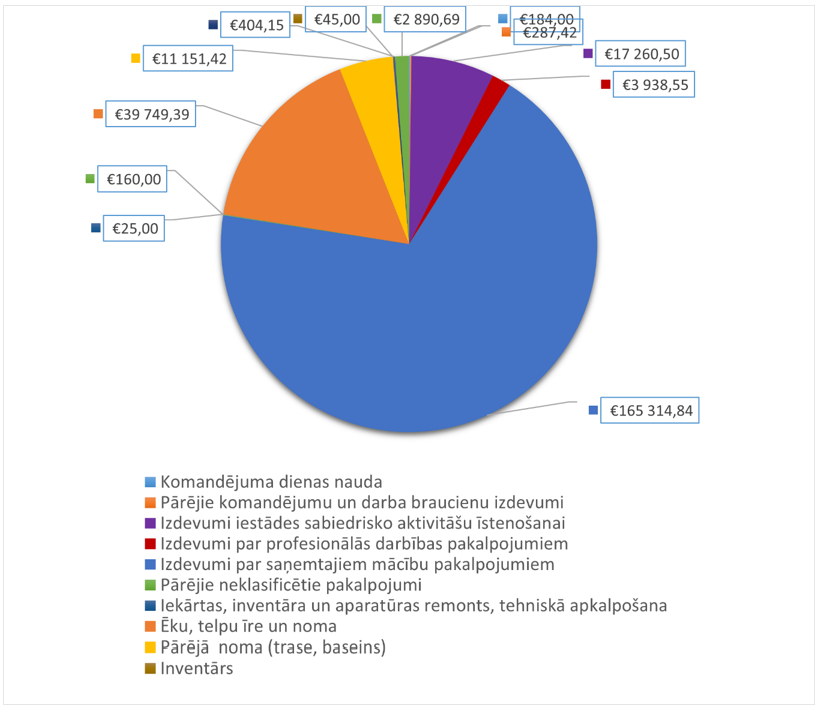 €404,15
€45,00
€2 890,69
€184,00
€287,42
€11 151,42
€17 260,50
€3 938,55
€39 749,39
€160,00
€25,00
€165 314,84
Komandējuma dienas nauda
Pārējie komandējumu un darba braucienu izdevumi
Izdevumi iestādes sabiedrisko aktivitāšu īstenošanai
Izdevumi par profesionālās darbības pakalpojumiem
Izdevumi par saņemtajiem mācību pakalpojumiem
Pārējie neklasificētie pakalpojumi
Iekārtas, inventāra un aparatūras remonts, tehniskā apkalpošana
Ēku, telpu īre un noma
Pārējā  noma (trase, baseins)
Inventārs